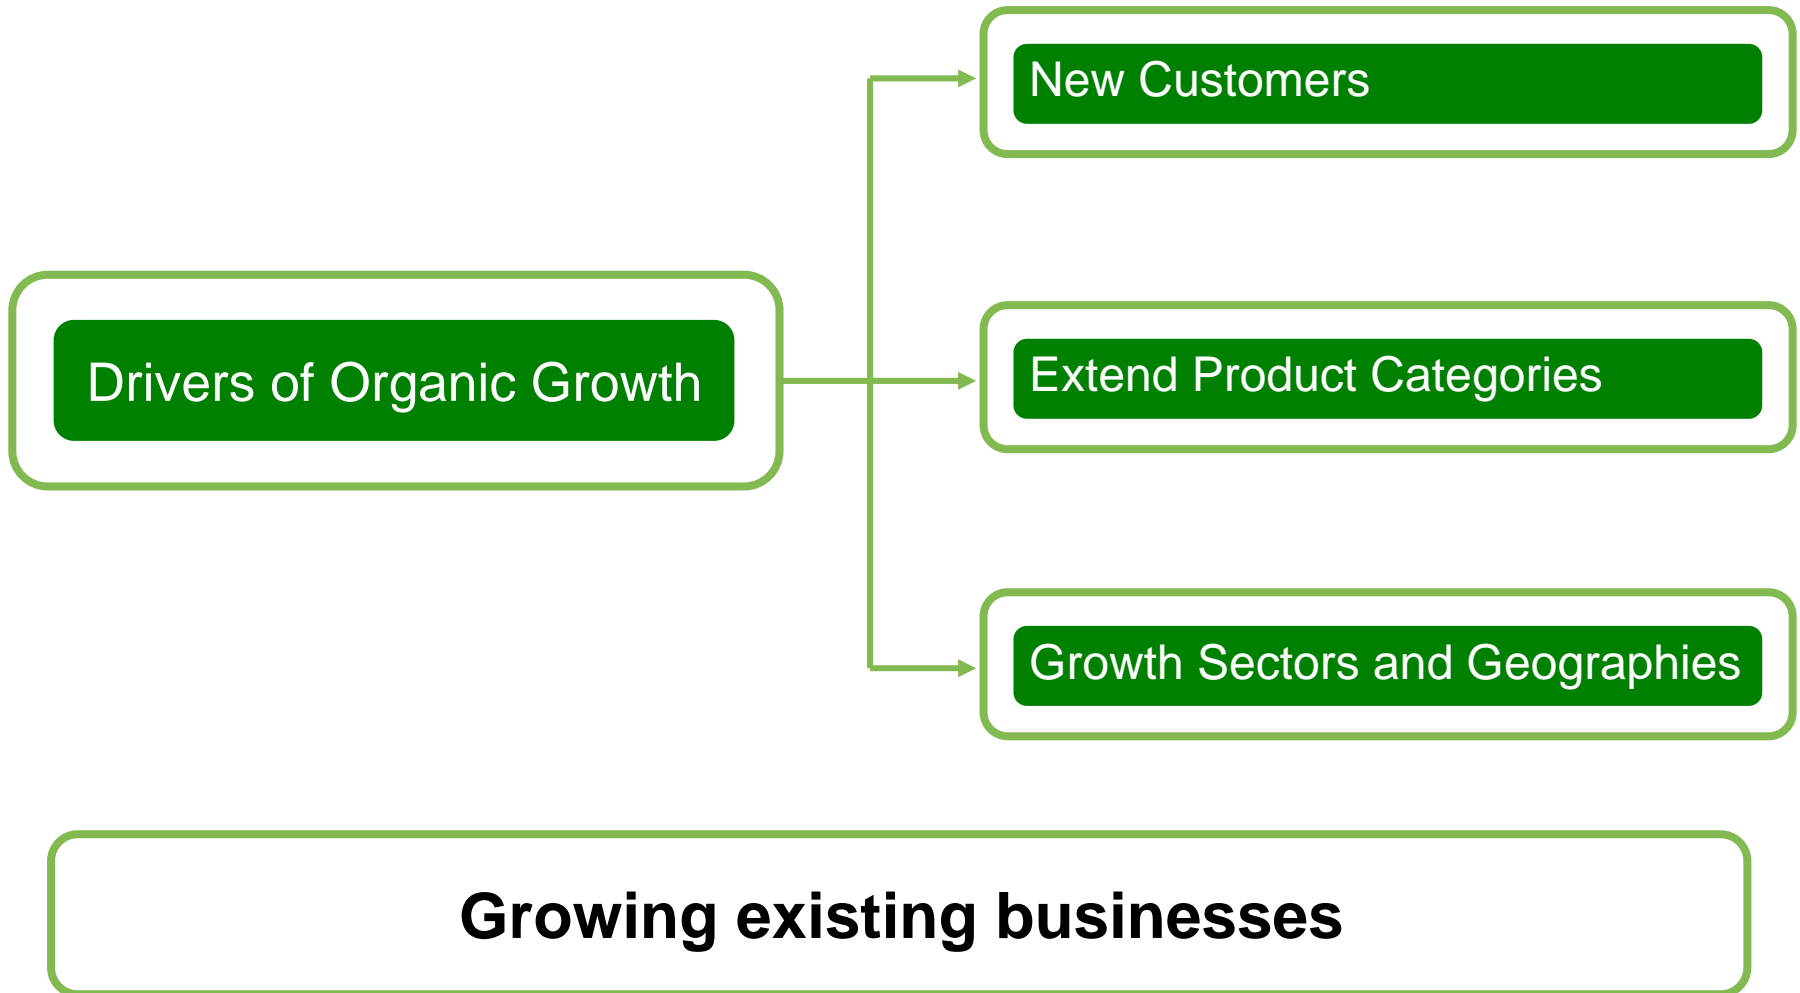 New Customers
Drivers of Organic Growth
Extend Product Categories
Growth Sectors and Geographies
Growing existing businesses